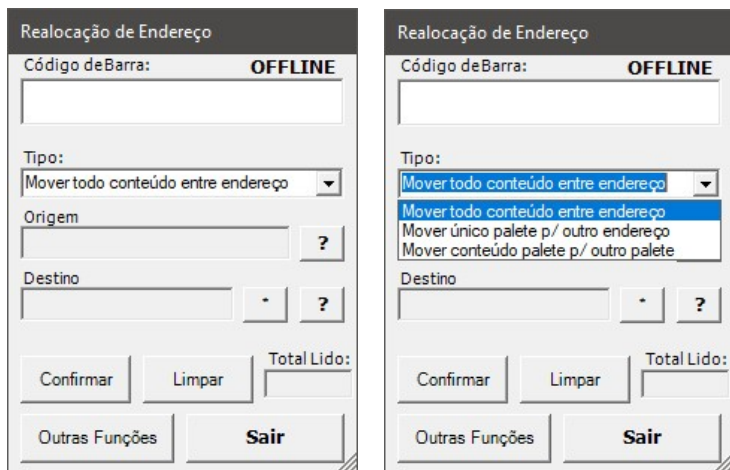 Realocação de Endereço
Código deBarra: OFFLINE
Tipo:
Mover todo conteúdo entre endereço
Origem
?
Destino
* ?
Confirmar Limpar Total Lido:
Outras Funções Sair
Realocação de Endereço
Código deBarra: OFFLINE
Tipo:
Mover todo conteúdo entre endereço
Mover todo conteúdo entre endereço
Mover único palete p/ outro endereço
Mover conteúdo palete p/ outro palete
Destino
* ?
Confirmar Limpar Total Lido:
Outras Funções Sair